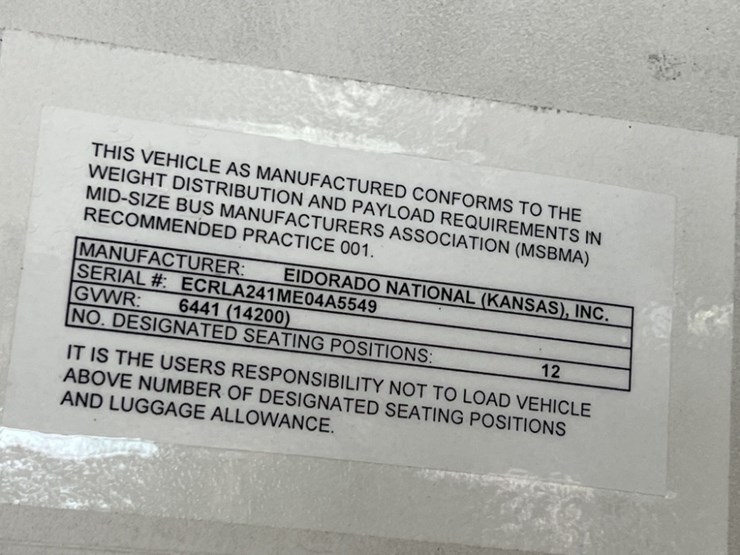 THIS VEHICLE AS MANUFACTURED CONFORMS TO THE
WEIGHT DISTRIBUTION AND PAYLOAD REQUIREMENTS IN
MID-SIZE BUS MANUFACTURERS ASSOCIATION (MSBMA)
RECOMMENDED PRACTICE 001.
MANUFACTURER: ElDORADO NATIONAL (KANSAS), INC.
SERIAL #: ECRLA241ME04A5549
GVWR: 6441 (14200)
NO. DESIGNATED SEATING POSITIONS: 12
IT IS THE USERS RESPONSIBILITY NOT TO LOAD VEHICLE
ABOVE NUMBER OF DESIGNATED SEATING POSITIONS
AND LUGGAGE ALLOWANCE.